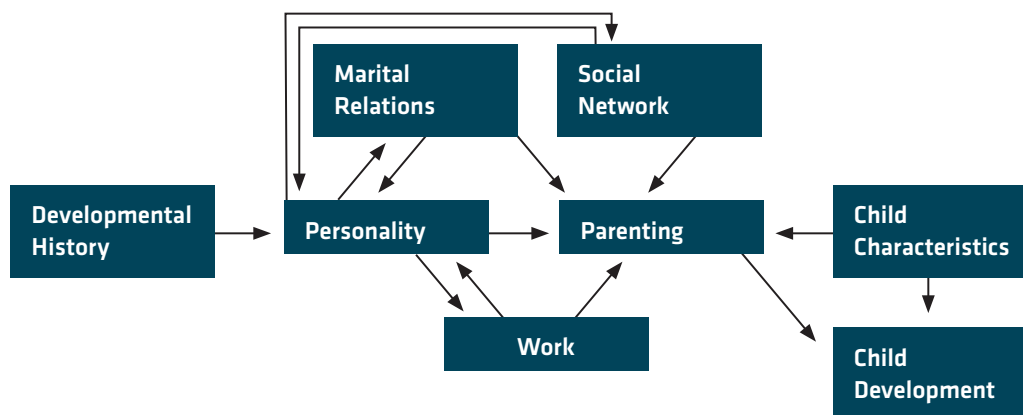 Marital
Relations
Social
Network
Developmental
History
Personality
Parenting
Child
Characteristics
Work
Child
Development